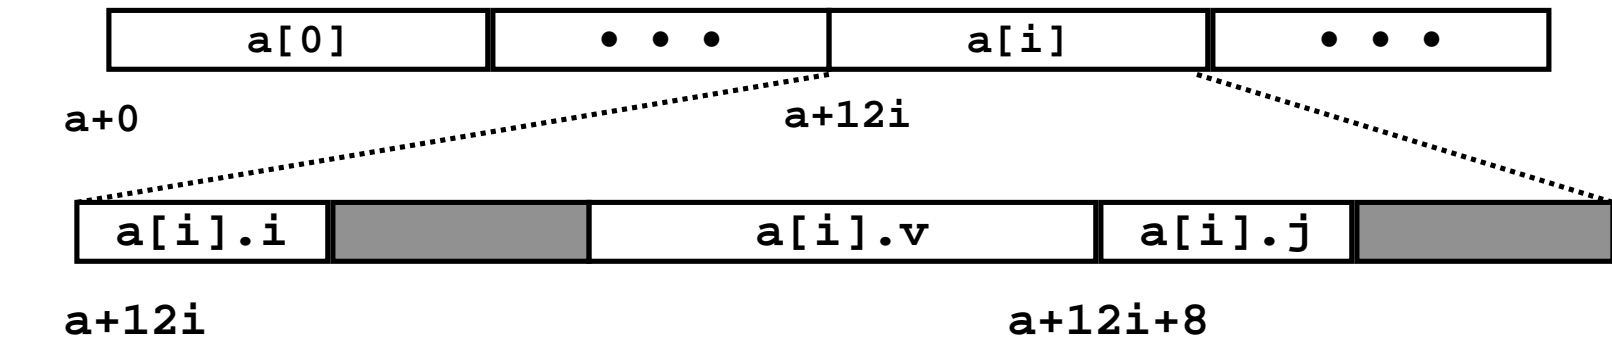 a[0] • • • a[i] • • •
a+0 a+12i
a[i].i a[i].v a[i].j
a+12i a+12i+8